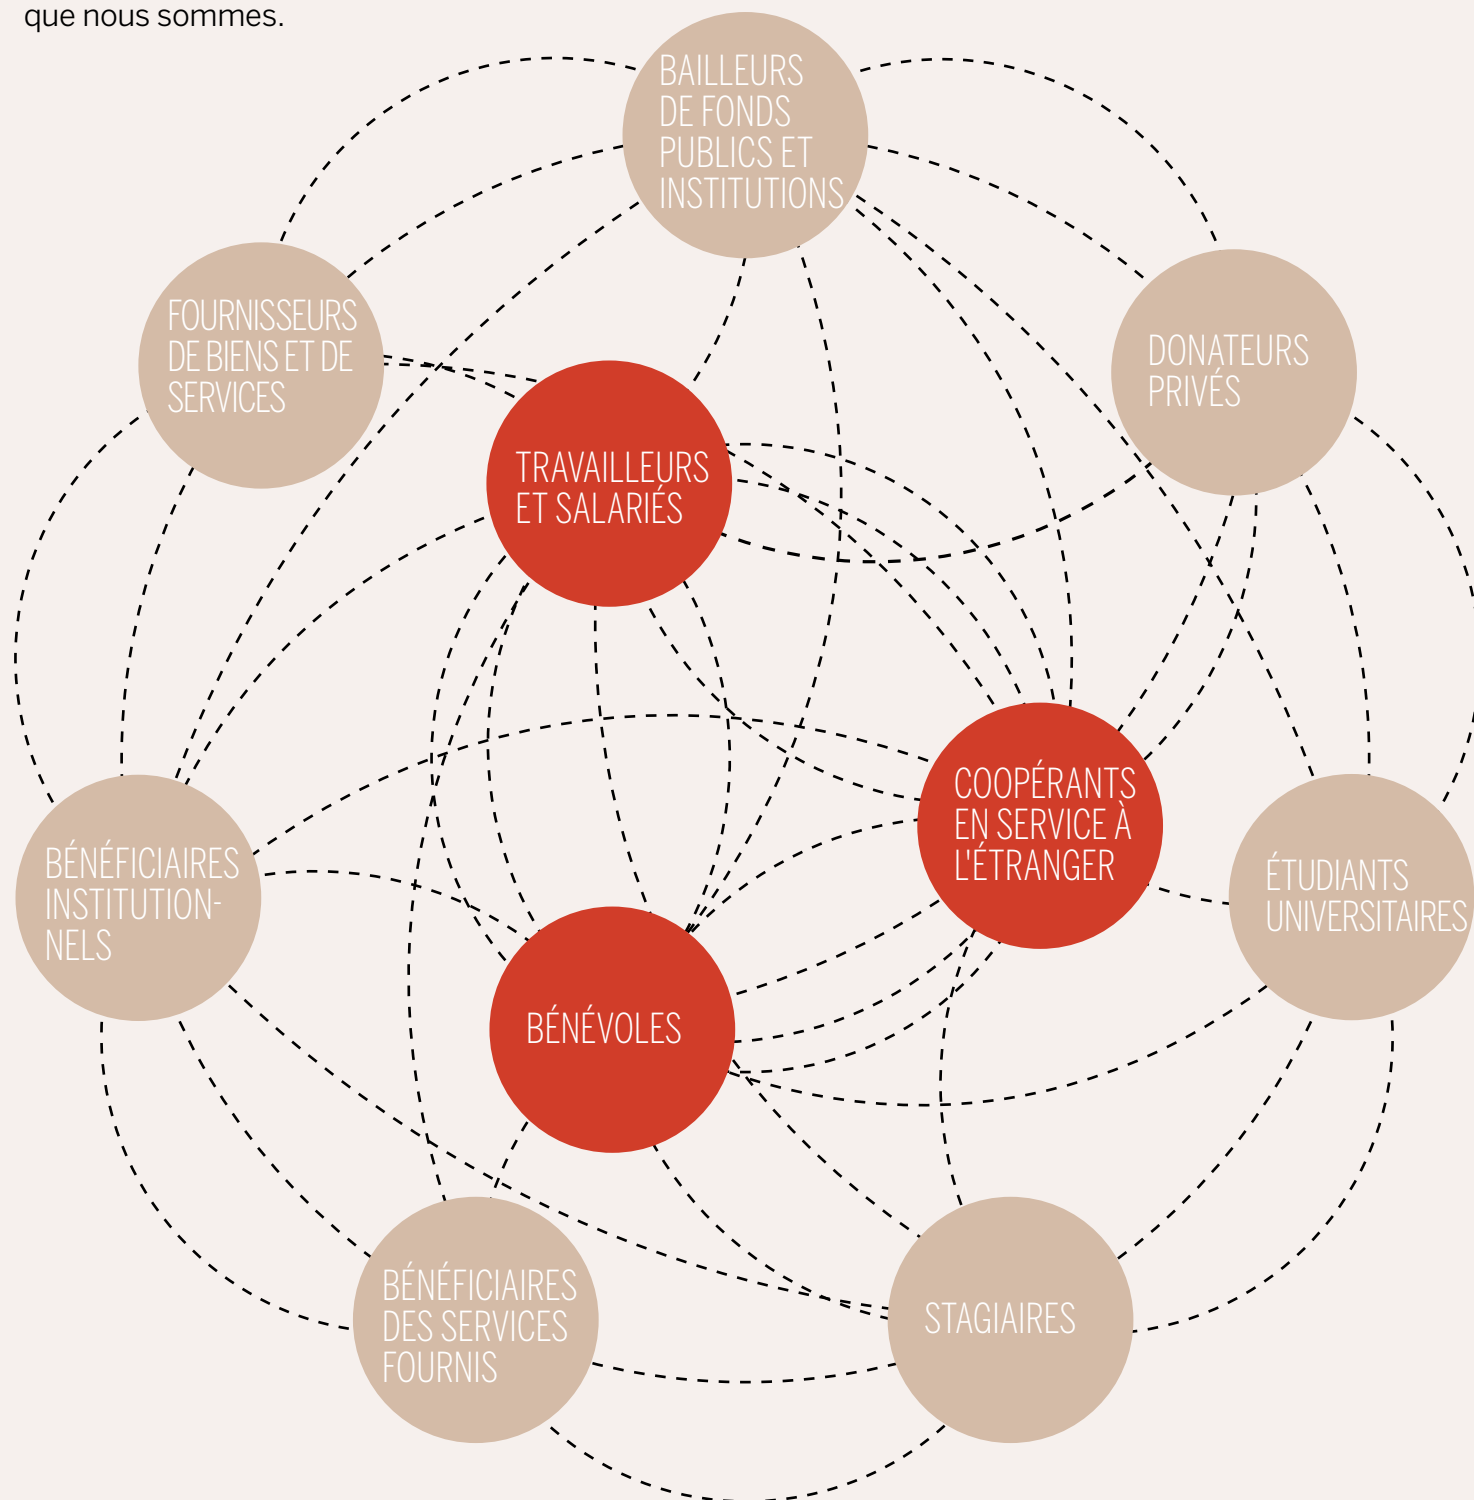 que nous sommes.
BAILLEURS
DE FONDS
PUBLICS ET
INSTITUTIONS
FOURNISSEURS
DE BIENS ET DE
SERVICES
DONATEURS
PRIVÉS
TRAVAILLEURS
ET SALARIÉS
COOPÉRANTS
EN SERVICE À
L'ÉTRANGER
BÉNÉFICIAIRES
INSTITUTION-
NELS
ÉTUDIANTS
UNIVERSITAIRES
BÉNÉVOLES
BÉNÉFICIAIRES
DES SERVICES
FOURNIS
STAGIAIRES